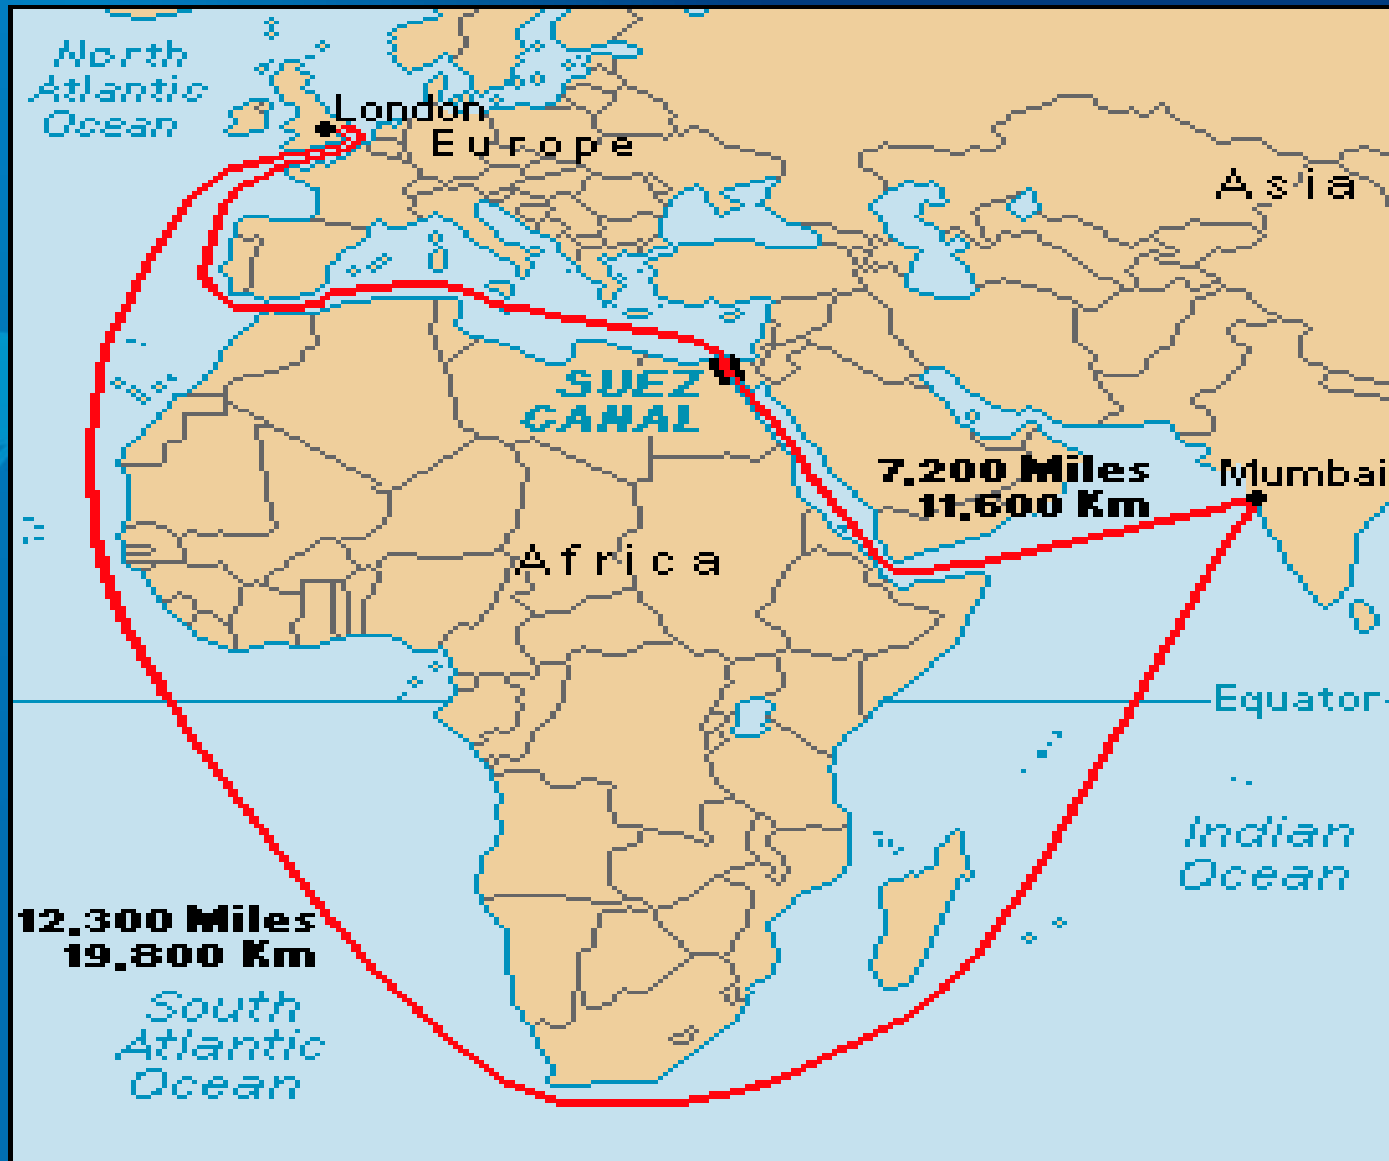 North
Atlantic
Ocean
London
Europe
Asia
SUEZ
CANAL
7,200 Miles
11,600 Km
Mumbai
Africa
Equator
Indian
Ocean
12,300 Miles
19,800 Km
South
Atlantic
Ocean